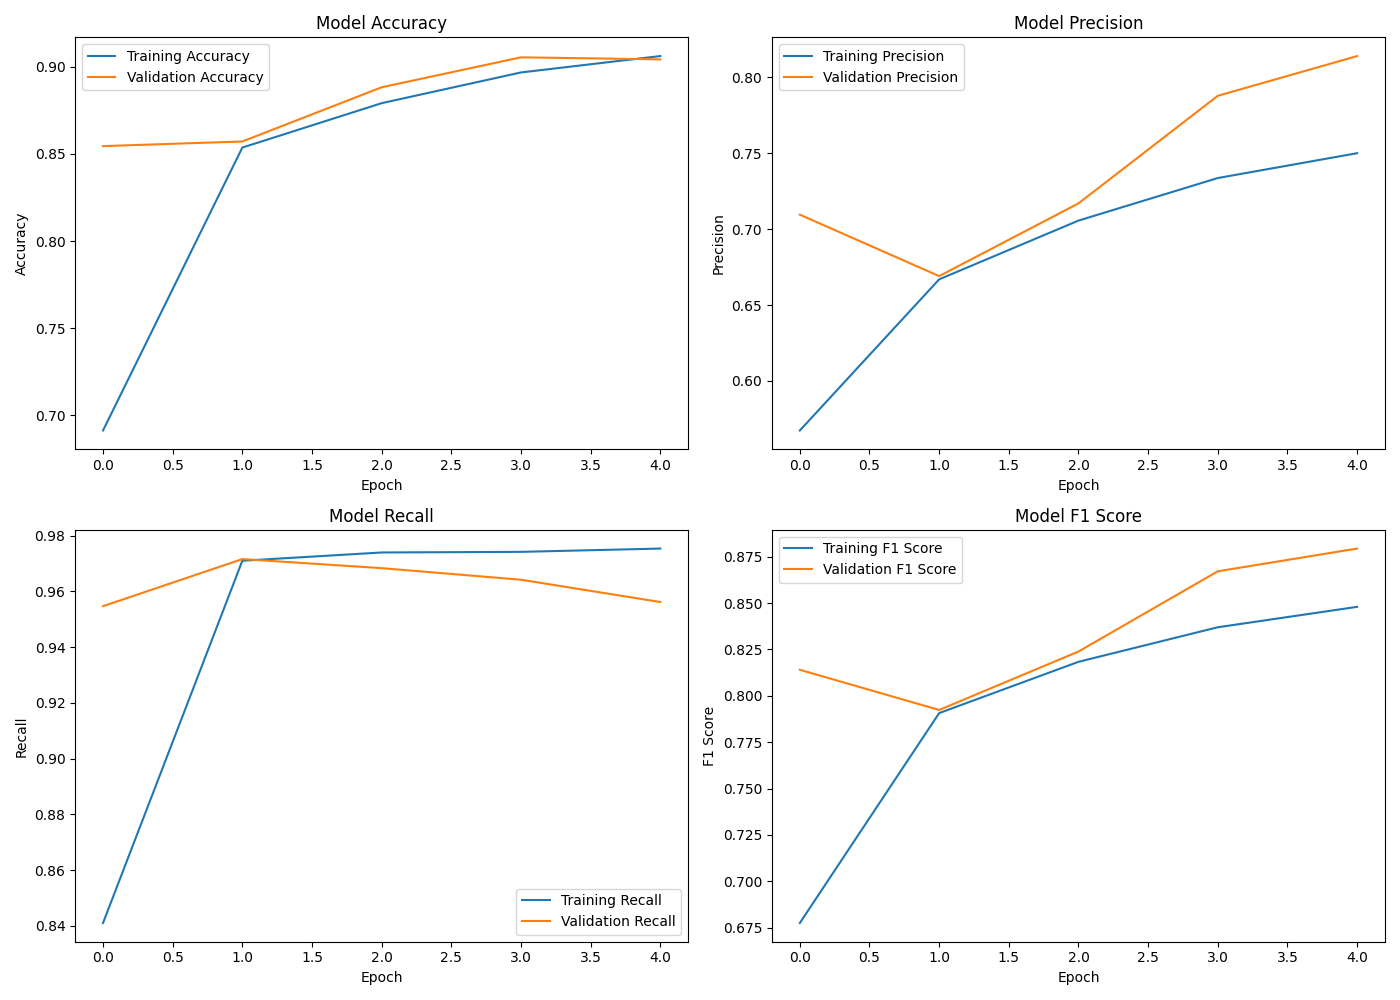 Model Accuracy
Training Accuracy
Validation Accuracy
0.90
0.85
0.80
0.75
0.70
Accuracy
0.0 0.5 1.0 1.5 2.0 2.5 3.0 3.5 4.0
Epoch
Model Precision
Training Precision
Validation Precision
0.80
0.75
0.70
0.65
0.60
Precision
0.0 0.5 1.0 1.5 2.0 2.5 3.0 3.5 4.0
Epoch
Model Recall
0.98
0.96
0.94
0.92
0.90
0.88
0.86
0.84
Recall
Training Recall
Validation Recall
0.0 0.5 1.0 1.5 2.0 2.5 3.0 3.5 4.0
Epoch
Model F1 Score
Training F1 Score
Validation F1 Score
0.875
0.850
0.825
0.800
0.775
0.750
0.725
0.700
0.675
F1 Score
0.0 0.5 1.0 1.5 2.0 2.5 3.0 3.5 4.0
Epoch